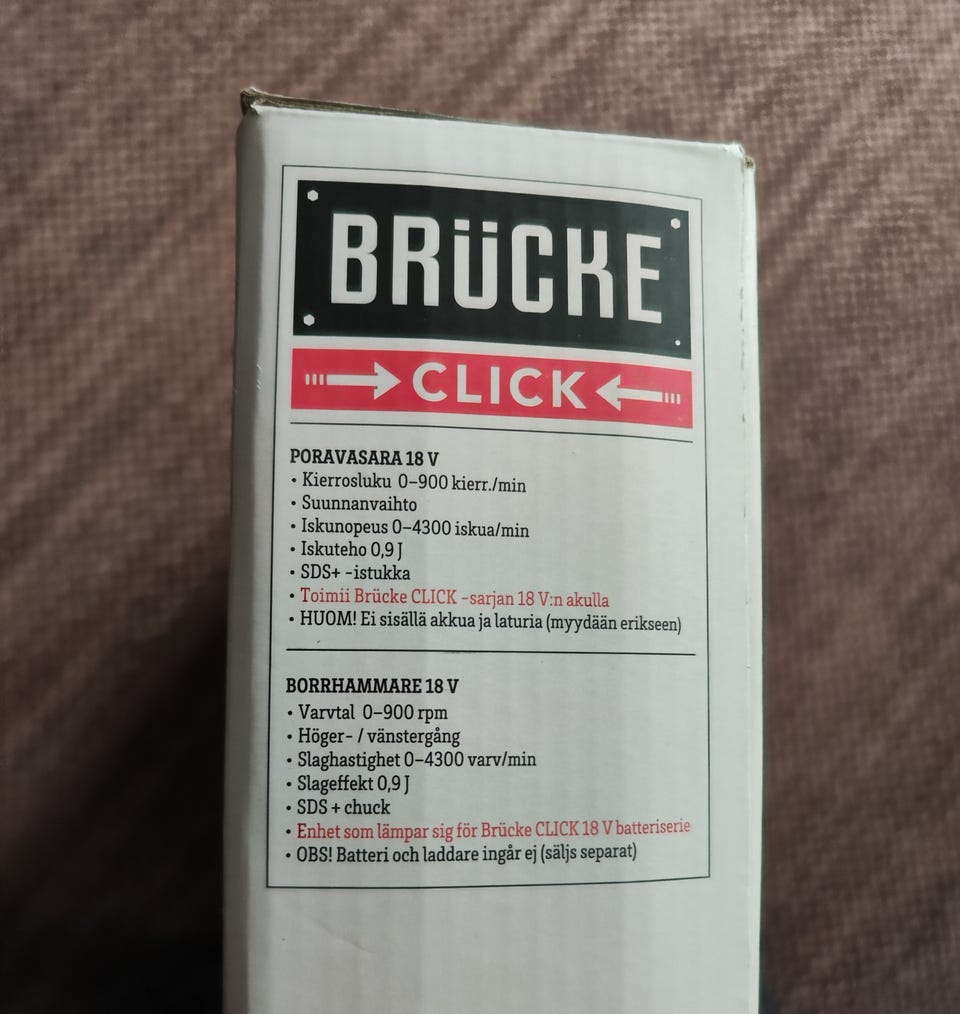 BRÜCKE
CLICK
PORAVASARA 18 V
• Kierrosluku 0–900 kierr./min
• Suunnanvaihto
• Iskunopeus 0–4300 iskua/min
• Iskuteho 0,9 J
• SDS+ -istukka
• Toimii Brücke CLICK -sarjan 18 V:n akulla
• HUOM! Ei sisällä akkua ja laturia (myydään erikseen)
BORRHAMMARE 18 V
• Varvtal 0–900 rpm
• Höger- / vänstergång
• Slaghastighet 0–4300 varv/min
• Slageffekt 0,9 J
• SDS + chuck
• Enhet som lämpar sig för Brücke CLICK 18 V batteriserie
• OBS! Batteri och laddare ingår ej (säljs separat)